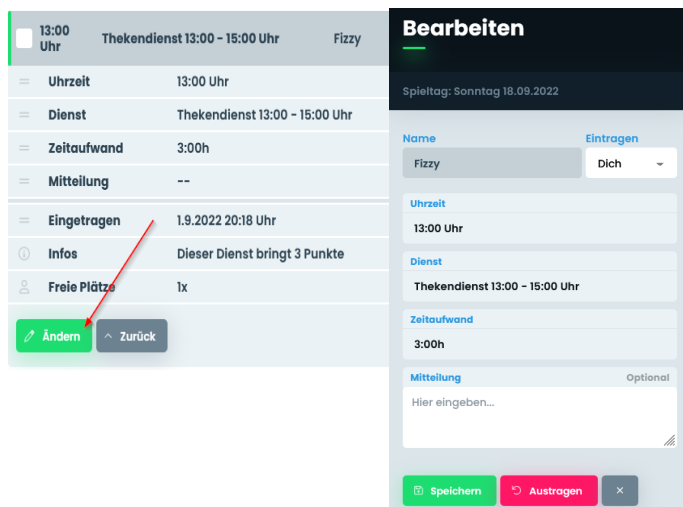 13:00 Uhr
Thekendienst 13:00 - 15:00 Uhr
Fizzy
Uhrzeit 13:00 Uhr
Dienst Thekendienst 13:00 - 15:00 Uhr
Zeitaufwand 3:00h
Mitteilung --
Eingetragen 1.9.2022 20:18 Uhr
Infos Dieser Dienst bringt 3 Punkte
Freie Plätze 1x
Ändern Zurück
Bearbeiten
Spieltag: Sonntag 18.09.2022
Name Eintragen
Fizzy Dich
Uhrzeit
13:00 Uhr
Dienst
Thekendienst 13:00 - 15:00 Uhr
Zeitaufwand
3:00h
Mitteilung Optional
Hier eingeben...
Speichern Austragen ×